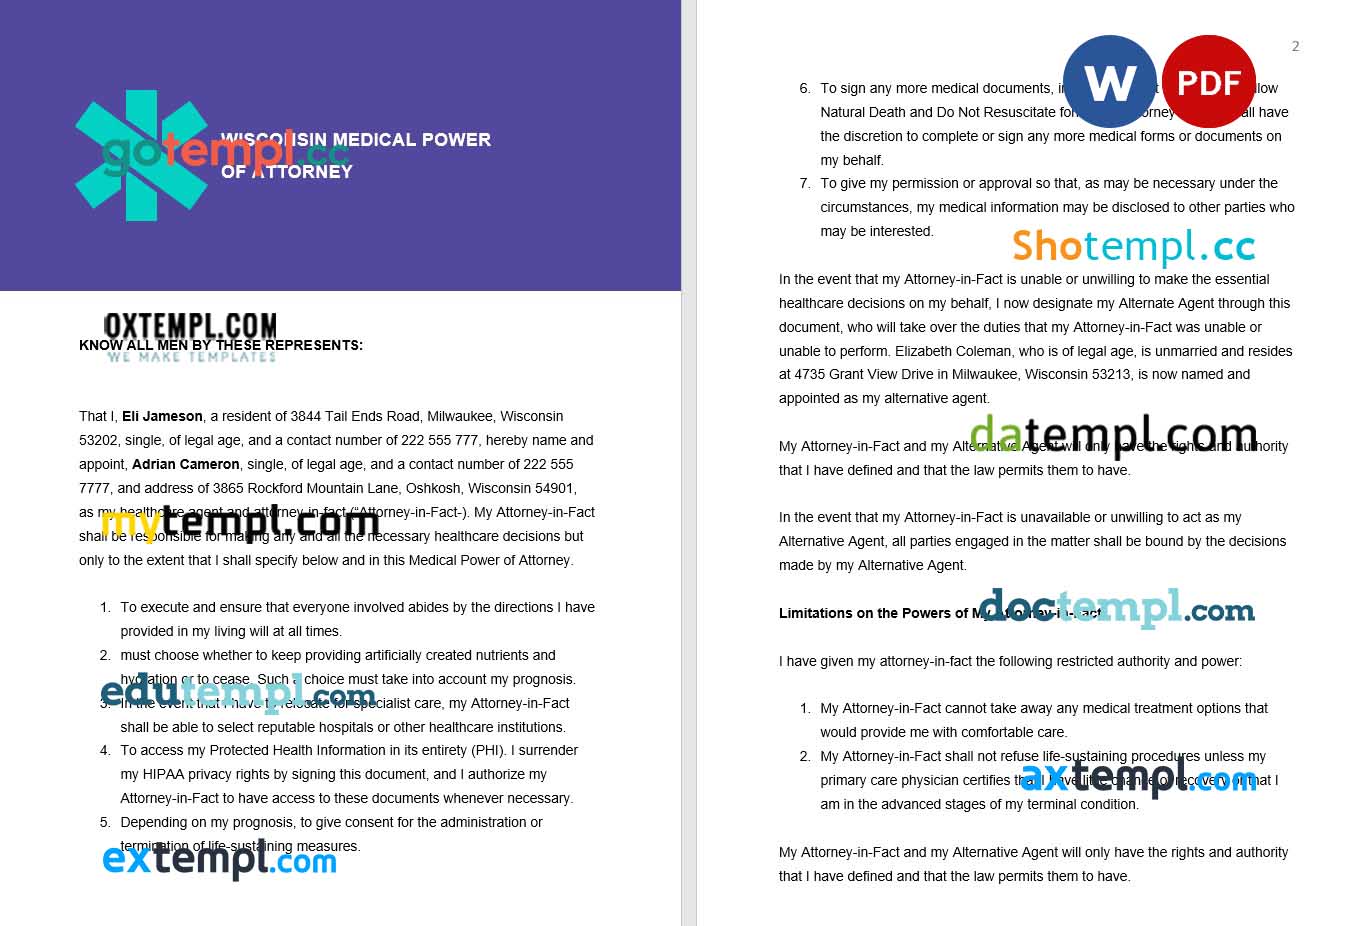 WISCONSIN MEDICAL POWER
OF ATTORNEY
gotempl.cc
OXTEMPL.COM
WE MAKE TEMPLATES
KNOW ALL MEN BY THESE REPRESENTS:
That I, Eli Jameson, a resident of 3844 Tail Ends Road, Milwaukee, Wisconsin
53202, single, of legal age, and a contact number of 222 555 777, hereby name and
appoint, Adrian Cameron, single, of legal age, and a contact number of 222 555
7777, and address of 3865 Rockford Mountain Lane, Oshkosh, Wisconsin 54901,
as my healthcare agent and attorney-in-fact (“Attorney-in-Fact-). My Attorney-in-Fact
mytempl.com
shall be responsible for making any and all the necessary healthcare decisions but
only to the extent that I shall specify below and in this Medical Power of Attorney.
1. To execute and ensure that everyone involved abides by the directions I have
provided in my living will at all times.
2. must choose whether to keep providing artificially created nutrients and
hydration or to cease. Such a choice must take into account my prognosis.
edutempl.com
3. In the event that I have to relocate for specialist care, my Attorney-in-Fact
shall be able to select reputable hospitals or other healthcare institutions.
4. To access my Protected Health Information in its entirety (PHI). I surrender
my HIPAA privacy rights by signing this document, and I authorize my
Attorney-in-Fact to have access to these documents whenever necessary.
5. Depending on my prognosis, to give consent for the administration or
termination of life-sustaining measures.
extempl.com
2
W
PDF
6. To sign any more medical documents, low
Natural Death and Do Not Resuscitate have
the discretion to complete or sign any more medical forms or documents on
my behalf.
7. To give my permission or approval so that, as may be necessary under the
circumstances, my medical information may be disclosed to other parties who
may be interested.
Shotempl.cc
In the event that my Attorney-in-Fact is unable or unwilling to make the essential
healthcare decisions on my behalf, I now designate my Alternate Agent through this
document, who will take over the duties that my Attorney-in-Fact was unable or
unable to perform. Elizabeth Coleman, who is of legal age, is unmarried and resides
at 4735 Grant View Drive in Milwaukee, Wisconsin 53213, is now named and
appointed as my alternative agent.
datempl.com
My Attorney-in-Fact and my Alternative Agent will only have the rights and authority
that I have defined and that the law permits them to have.
In the event that my Attorney-in-Fact is unavailable or unwilling to act as my
Alternative Agent, all parties engaged in the matter shall be bound by the decisions
made by my Alternative Agent.
Limitations on the Powers of My Attorney-in-Fact
doctempl.com
I have given my attorney-in-fact the following restricted authority and power:
1. My Attorney-in-Fact cannot take away any medical treatment options that
would provide me with comfortable care.
2. My Attorney-in-Fact shall not refuse life-sustaining procedures unless my
primary care physician certifies that I have little chance of recovery or that I
axtempl.com
am in the advanced stages of my terminal condition.
My Attorney-in-Fact and my Alternative Agent will only have the rights and authority
that I have defined and that the law permits them to have.